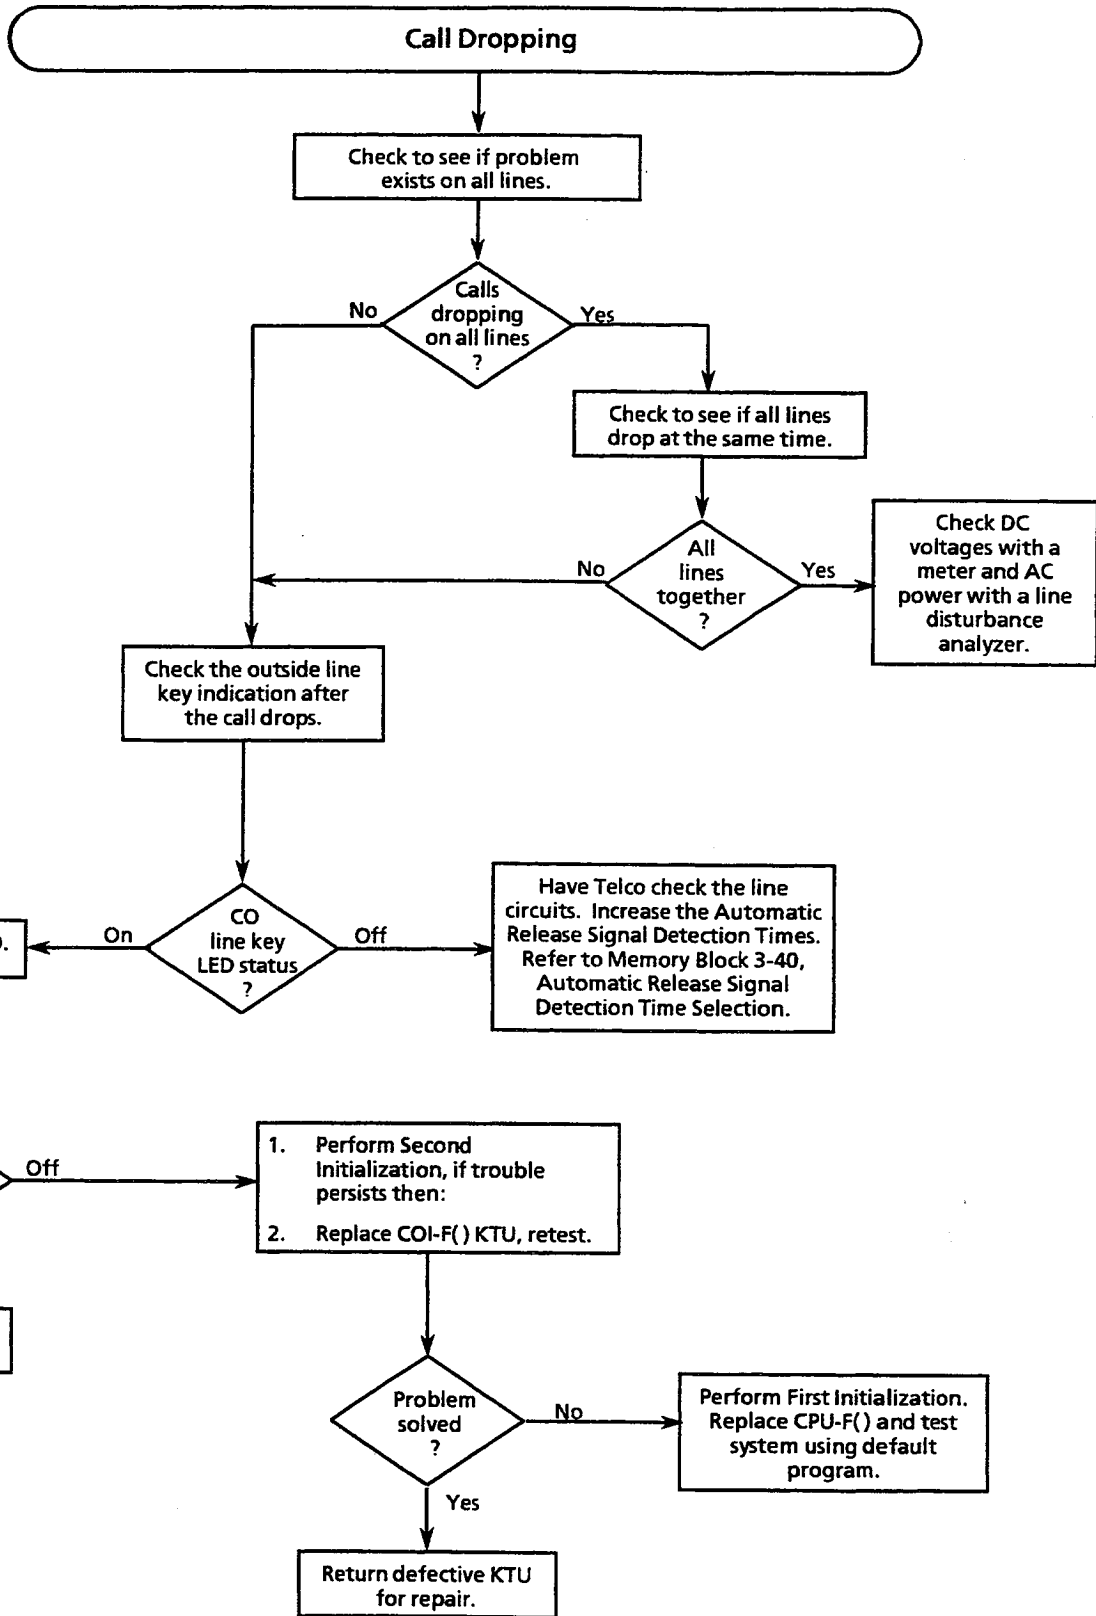 Call Dropping
Check to see if problem
exists on all lines.
Calls
dropping
on all lines
?
No
Yes
Check to see if all lines
drop at the same time.
All
lines
together
?
No
Yes
Check DC
voltages with a
meter and AC
power with a line
disturbance
analyzer.
Check the outside line
key indication after
the call drops.
CO
line key
LED status
?
On
Off
Have Telco check the line
circuits. Increase the Automatic
Release Signal Detection Times.
Refer to Memory Block 3-40,
Automatic Release Signal
Detection Time Selection.
Off
1. Perform Second
Initialization, if trouble
persists then:
2. Replace COI-F( ) KTU, retest.
Problem
solved
?
No
Perform First Initialization.
Replace CPU-F( ) and test
system using default
program.
Yes
Return defective KTU
for repair.